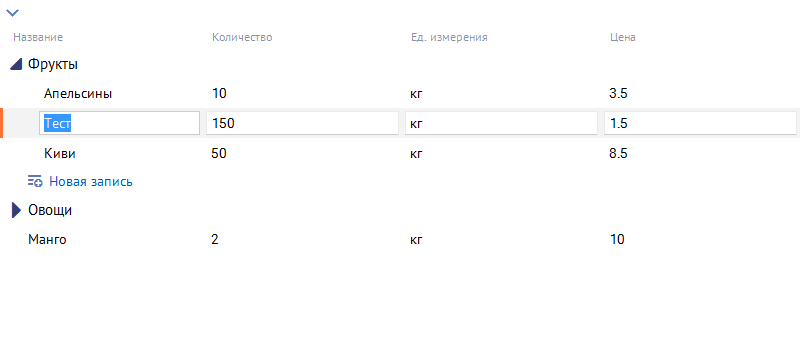 Название Количество Ед. измерения Цена
Фрукты
Апельсины 10 кг 3.5
Тест 150 кг 1.5
Киви 50 кг 8.5
Новая запись
Овощи
Манго 2 кг 10